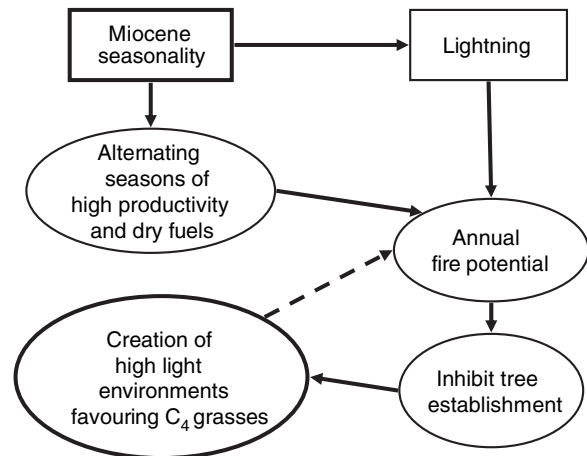 Miocene
seasonality
Lightning
Alternating
seasons of
high productivity
and dry fuels
Annual
fire potential
Creation of
high light
environments
favouring C₄ grasses
Inhibit tree
establishment